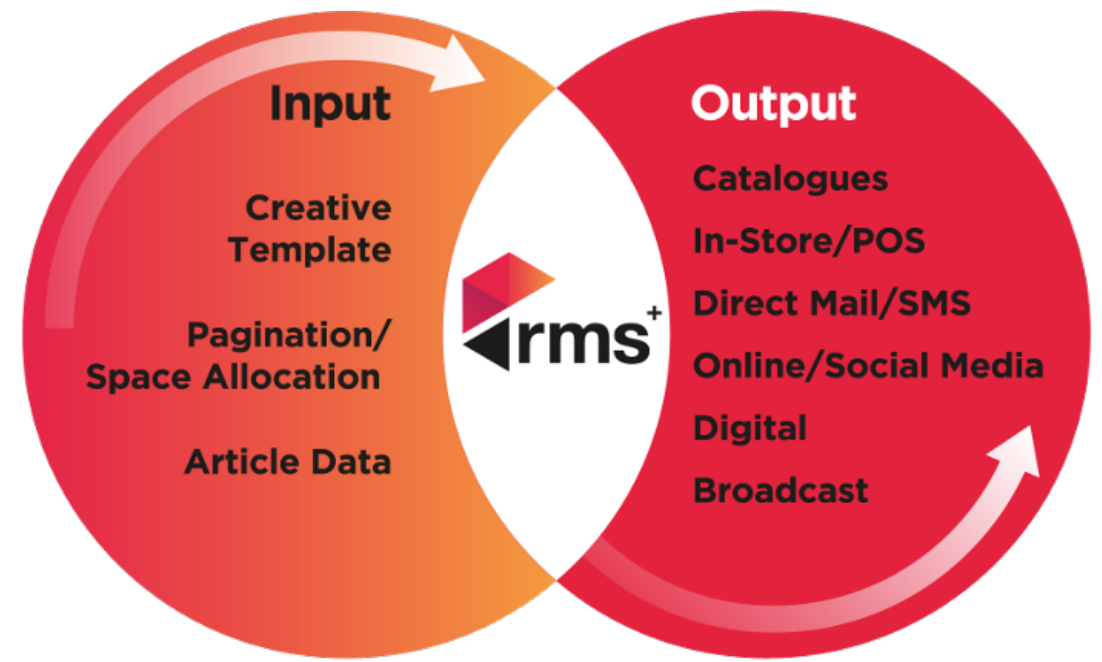 Input
Creative
Template
Pagination/
Space Allocation
Article Data
rms+
Output
Catalogues
In-Store/POS
Direct Mail/SMS
Online/Social Media
Digital
Broadcast